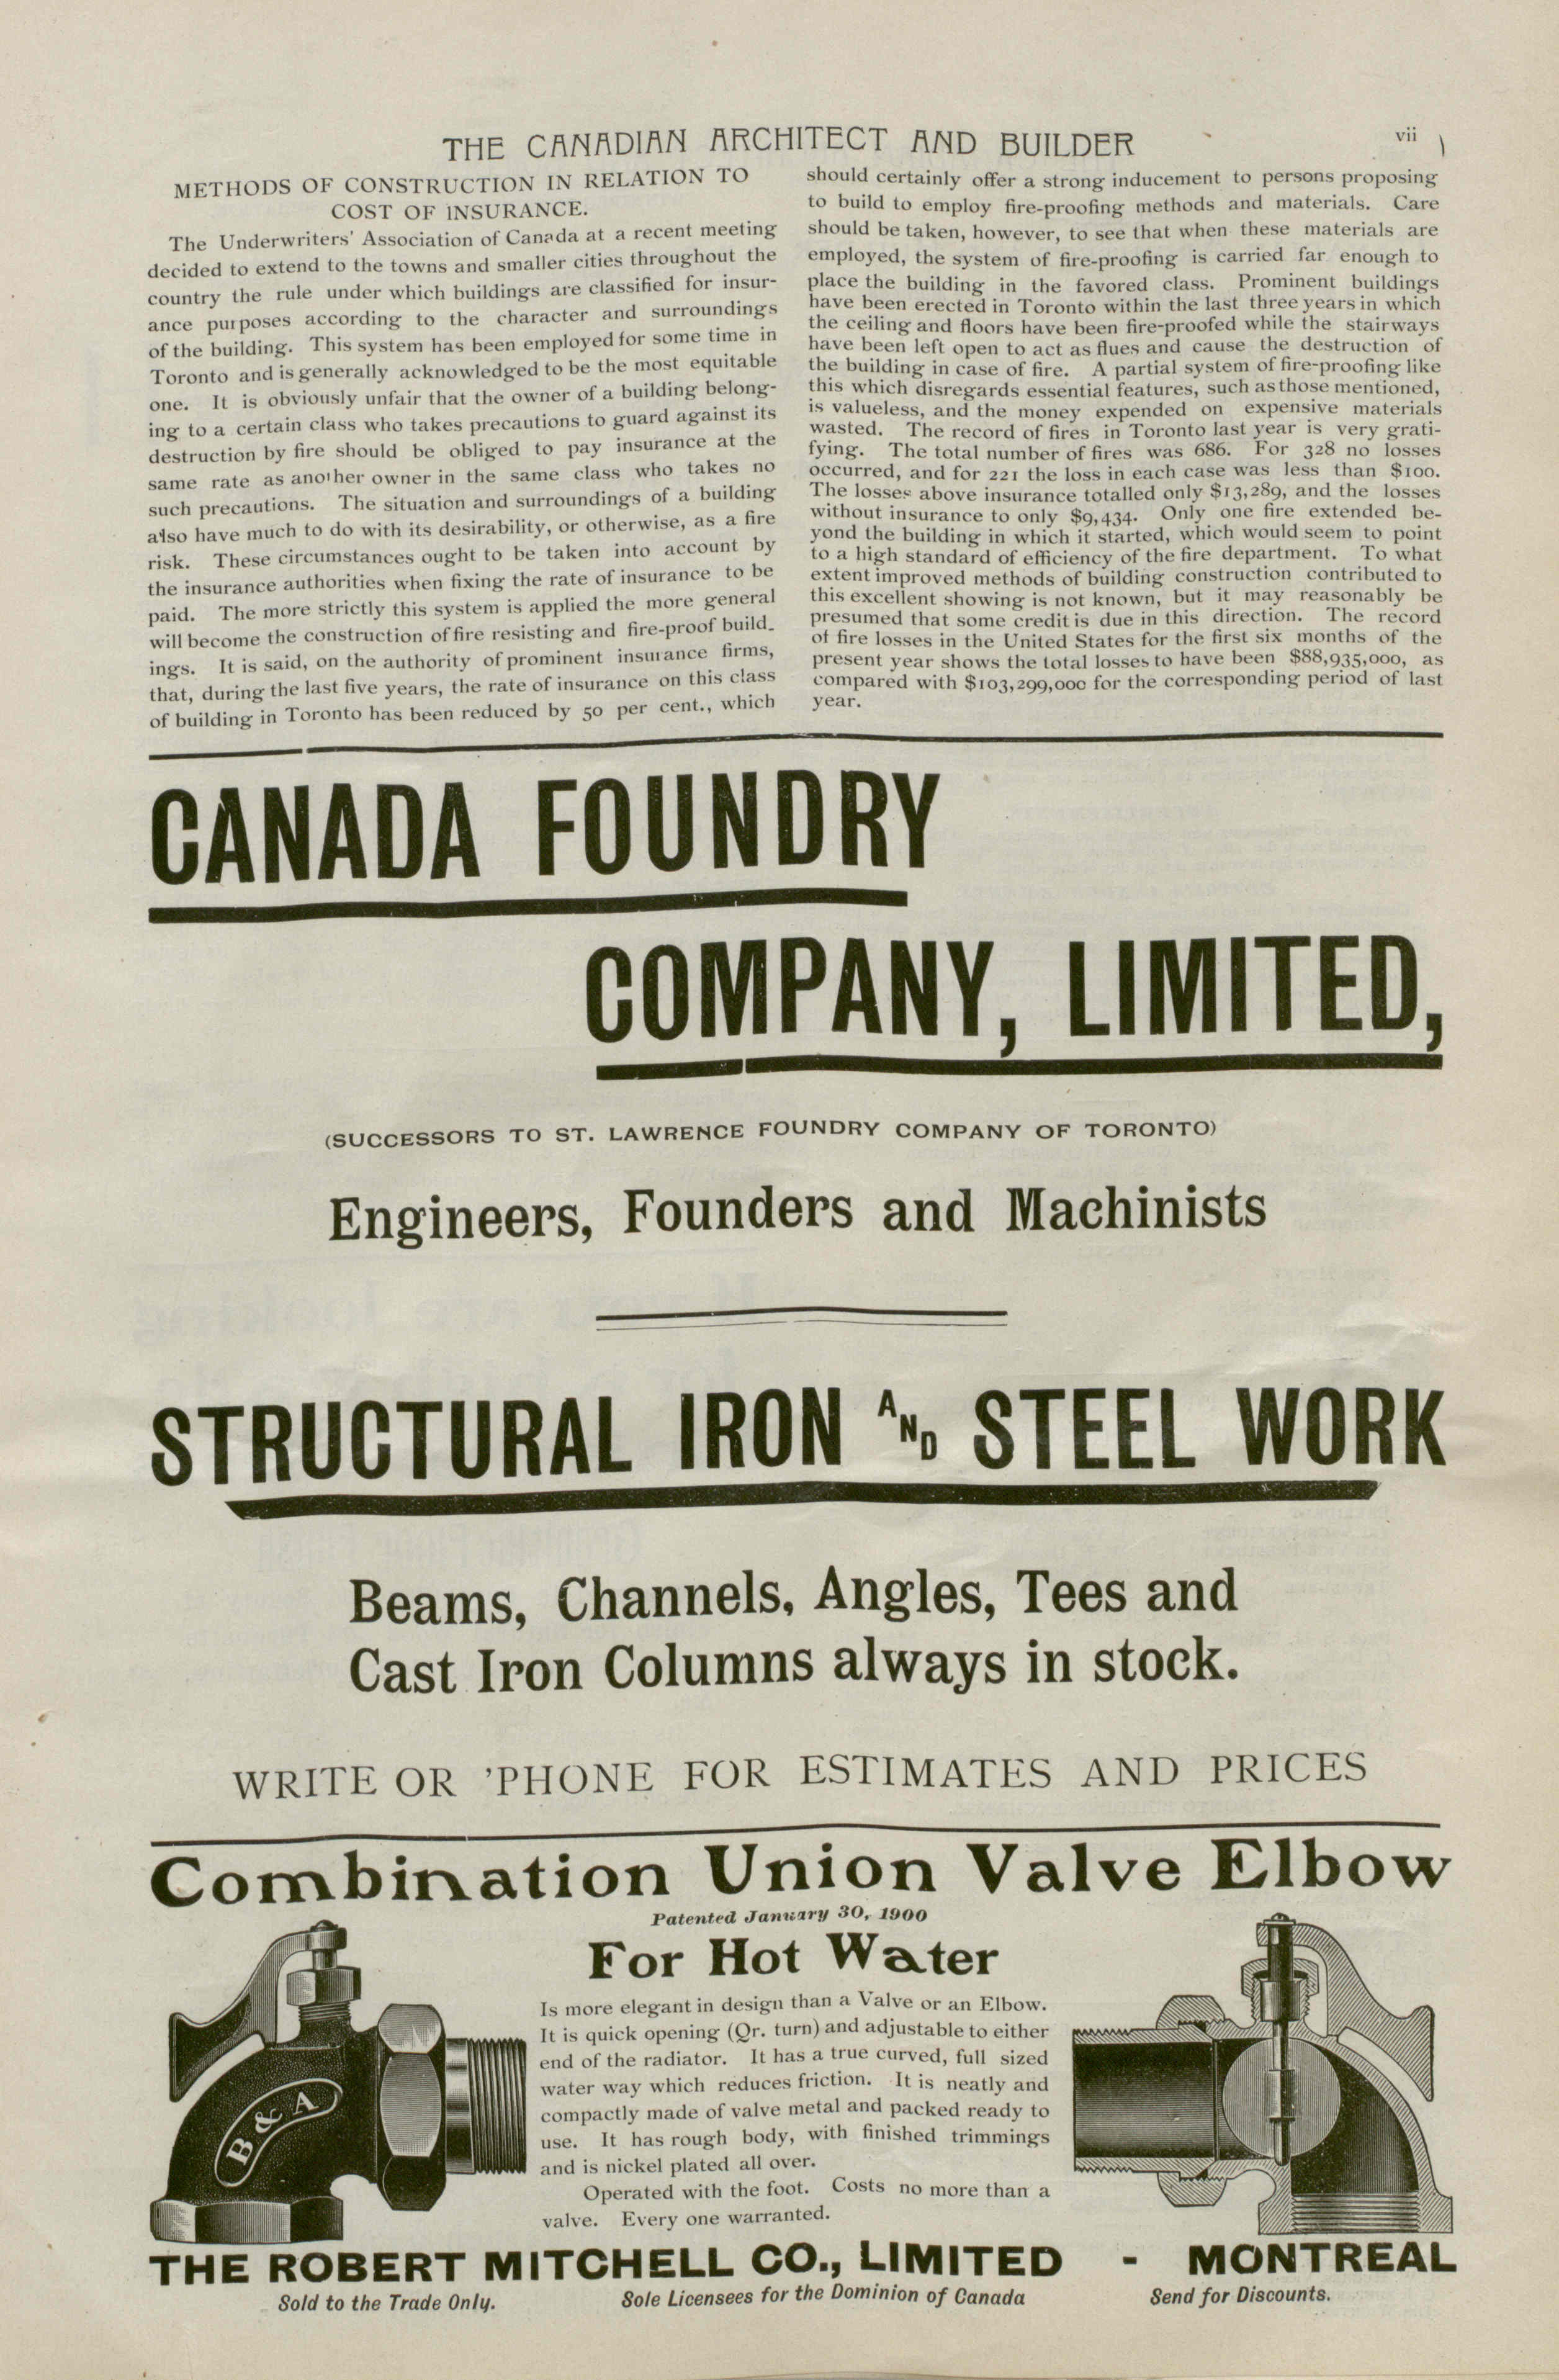 THE CANADIAN ARCHITECT AND BUILDER
vii
METHODS OF CONSTRUCTION IN RELATION TO
COST OF INSURANCE.
The Underwriters' Association of Canada at a recent meeting
decided to extend to the towns and smaller cities throughout the
country the rule under which buildings are classified for insur-
ance purposes according to the character and surroundings
of the building. This system has been employed for some time in
Toronto and is generally acknowledged to be the most equitable
one. It is obviously unfair that the owner of a building belong-
ing to a certain class who takes precautions to guard against its
destruction by fire should be obliged to pay insurance at the
same rate as another owner in the same class who takes no
such precautions. The situation and surroundings of a building
also have much to do with its desirability, or otherwise, as a fire
risk. These circumstances ought to be taken into account by
the insurance authorities when fixing the rate of insurance to be
paid. The more strictly this system is applied the more general
will become the construction of fire resisting and fire-proof build-
ings. It is said, on the authority of prominent insurance firms,
that, during the last five years, the rate of insurance on this class
of building in Toronto has been reduced by 50 per cent., which
should certainly offer a strong inducement to persons proposing
to build to employ fire-proofing methods and materials. Care
should be taken, however, to see that when these materials are
employed, the system of fire-proofing is carried far enough to
place the building in the favored class. Prominent buildings
have been erected in Toronto within the last three years in which
the ceiling and floors have been fire-proofed while the stairways
have been left open to act as flues and cause the destruction of
the building in case of fire. A partial system of fire-proofing like
this which disregards essential features, such as those mentioned,
is valueless, and the money expended on expensive materials
wasted. The record of fires in Toronto last year is very grati-
fying. The total number of fires was 686. For 328 no losses
occurred, and for 221 the loss in each case was less than $100.
The losses above insurance totalled only $13,289, and the losses
without insurance to only $9,434. Only one fire extended be-
yond the building in which it started, which would seem to point
to a high standard of efficiency of the fire department. To what
extent improved methods of building construction contributed to
this excellent showing is not known, but it may reasonably be
presumed that some credit is due in this direction. The record
of fire losses in the United States for the first six months of the
present year shows the total losses to have been $88,935,000, as
compared with $103,299,000 for the corresponding period of last
year.
CANADA FOUNDRY
COMPANY, LIMITED,
(SUCCESSORS TO ST. LAWRENCE FOUNDRY COMPANY OF TORONTO)
Engineers, Founders and Machinists
STRUCTURAL IRON AND STEEL WORK
Beams, Channels, Angles, Tees and
Cast Iron Columns always in stock.
WRITE OR 'PHONE FOR ESTIMATES AND PRICES
Combination Union Valve Elbow
Patented January 30, 1900
For Hot Water
Is more elegant in design than a Valve or an Elbow.
It is quick opening (Qr. turn) and adjustable to either
end of the radiator. It has a true curved, full sized
water way which reduces friction. It is neatly and
compactly made of valve metal and packed ready to
use. It has rough body, with finished trimmings
and is nickel plated all over.
Operated with the foot. Costs no more than a
valve. Every one warranted.
B & A
THE ROBERT MITCHELL CO., LIMITED - MONTREAL
Sold to the Trade Only. Sole Licensees for the Dominion of Canada Send for Discounts.